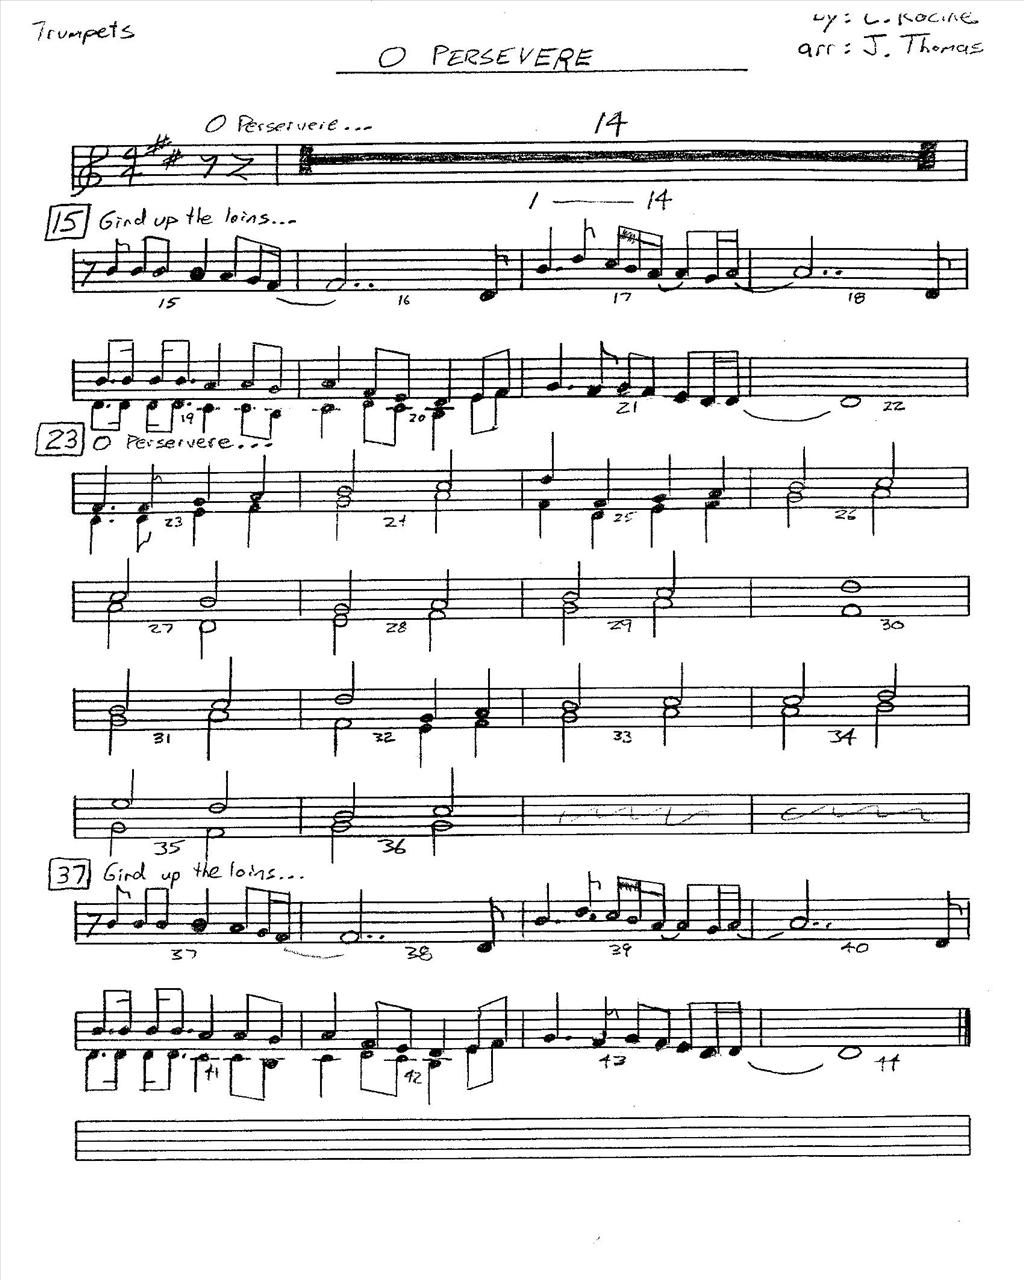 Trumpets
by: L. Racine
O PERSEVERE
arr: J. Thomas
O Perservere...
14
1 — 14
15 Gird up the loins...
15 16 17 18
19 20 21 22
23 O Perservere...
23 24 25 26
27 28 29 30
31 32 33 34
35 36
37 Gird up the loins...
37 38 39 40
41 42 43 44